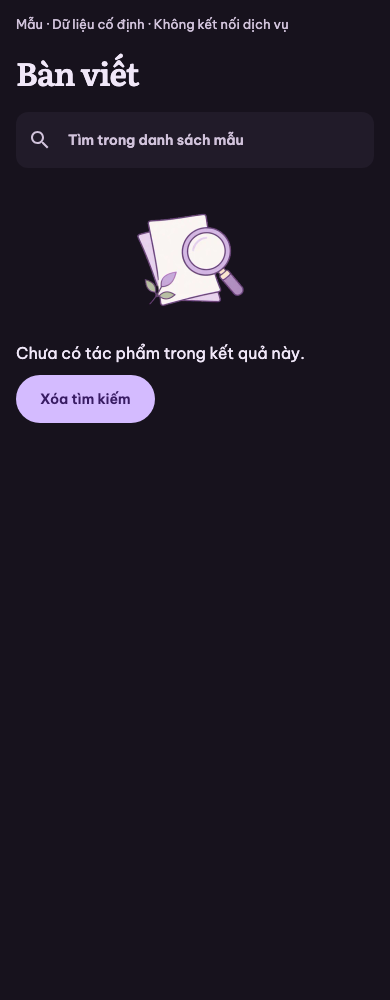 Mẫu · Dữ liệu cố định · Không kết nối dịch vụ
Bàn viết
Tìm trong danh sách mẫu
Chưa có tác phẩm trong kết quả này.
Xóa tìm kiếm